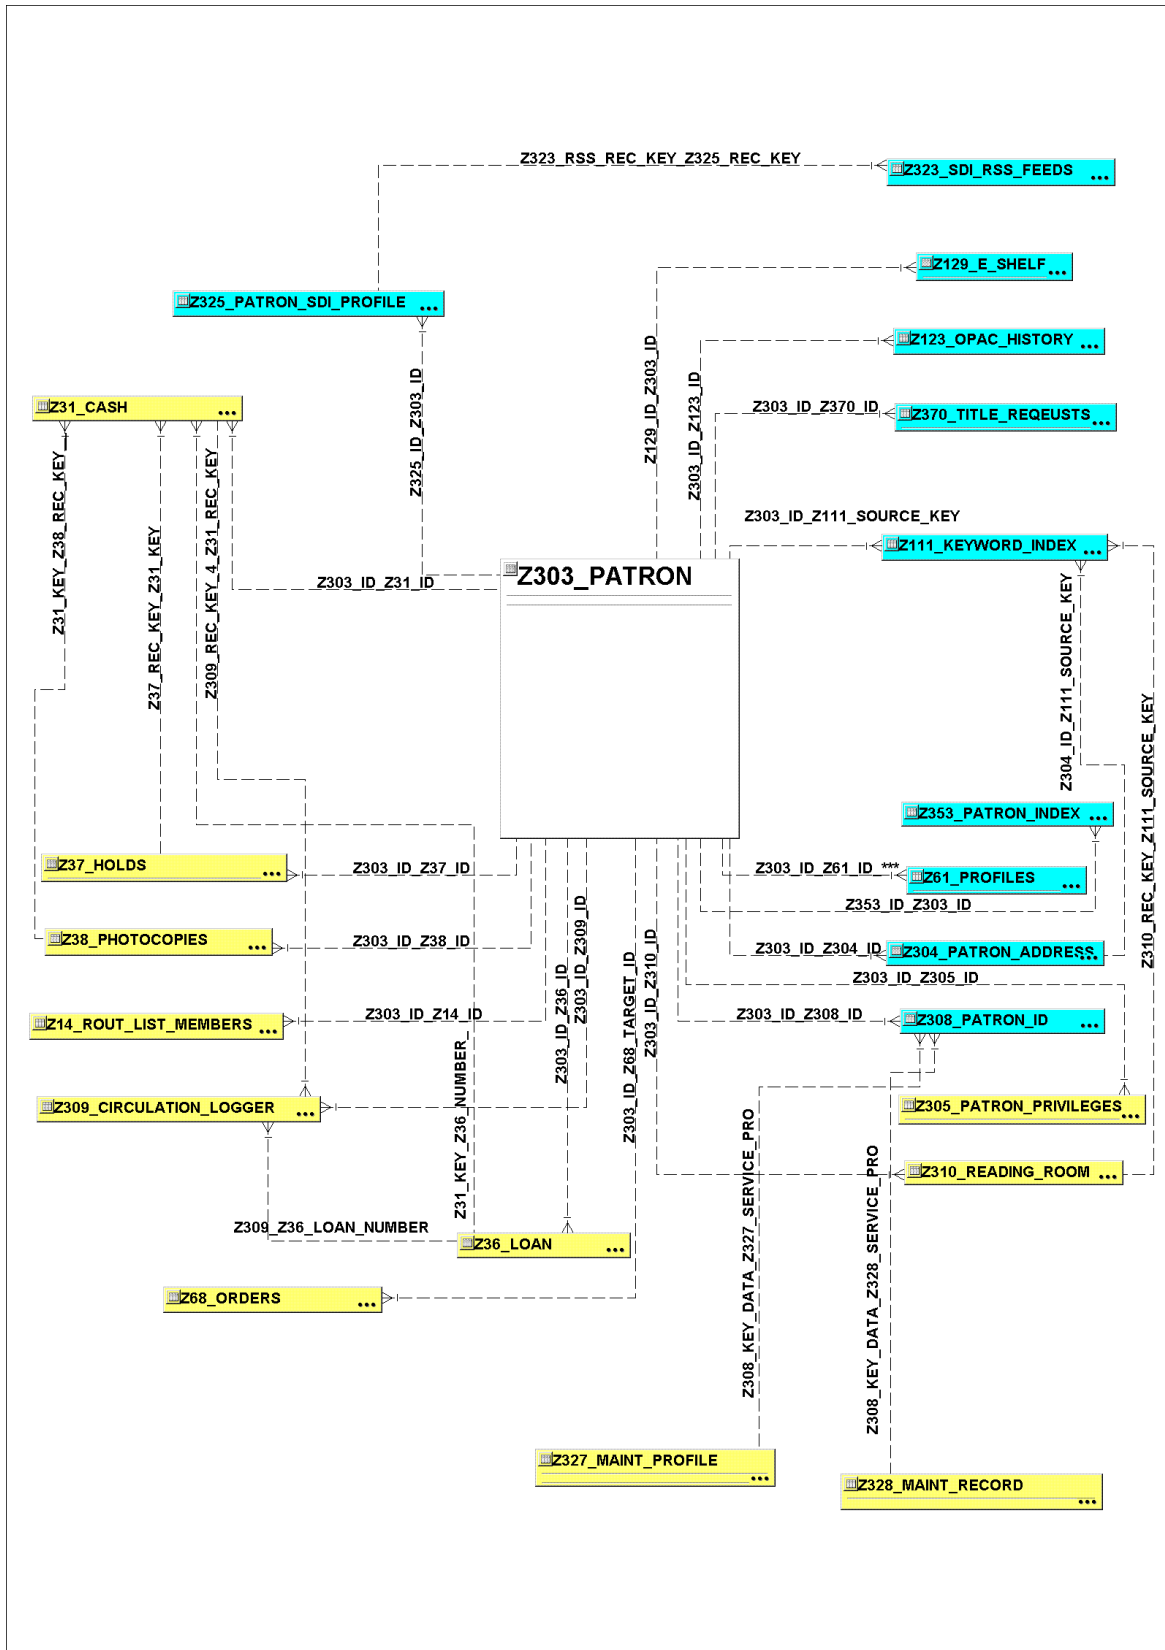 Z323_RSS_REC_KEY_Z325_REC_KEY
Z323_SDI_RSS_FEEDS ...
Z129_E_SHELF ...
Z325_PATRON_SDI_PROFILE ...
Z123_OPAC_HISTORY ...
Z129_ID_Z303_ID
Z303_ID_Z123_ID
Z325_ID_Z303_ID
Z31_CASH ...
Z303_ID_Z370_ID
Z370_TITLE_REQEUSTS ...
Z31_KEY_Z38_REC_KEY
Z37_REC_KEY_Z31_KEY
Z309_REC_KEY_4_Z31_REC_KEY
Z303_ID_Z111_SOURCE_KEY
Z111_KEYWORD_INDEX ...
Z303_PATRON
Z303_ID_Z31_ID
Z304_ID_Z111_SOURCE_KEY
Z310_REC_KEY_Z111_SOURCE_KEY
Z353_PATRON_INDEX ...
Z37_HOLDS ...
Z303_ID_Z37_ID
Z303_ID_Z61_ID_***
Z61_PROFILES ...
Z353_ID_Z303_ID
Z38_PHOTOCOPIES ...
Z303_ID_Z38_ID
Z303_ID_Z36_ID
Z303_ID_Z309_ID
Z303_ID_Z68_TARGET_ID
Z303_ID_Z310_ID
Z303_ID_Z304_ID
Z304_PATRON_ADDRESS...
Z303_ID_Z305_ID
Z14_ROUT_LIST_MEMBERS ...
Z303_ID_Z14_ID
Z303_ID_Z308_ID
Z308_PATRON_ID ...
Z309_CIRCULATION_LOGGER ...
Z31_KEY_Z36_NUMBER
Z305_PATRON_PRIVILEGES...
Z310_READING_ROOM ...
Z309_Z36_LOAN_NUMBER
Z36_LOAN ...
Z68_ORDERS ...
Z308_KEY_DATA_Z327_SERVICE_PRO
Z308_KEY_DATA_Z328_SERVICE_PRO
Z327_MAINT_PROFILE
...
Z328_MAINT_RECORD
...